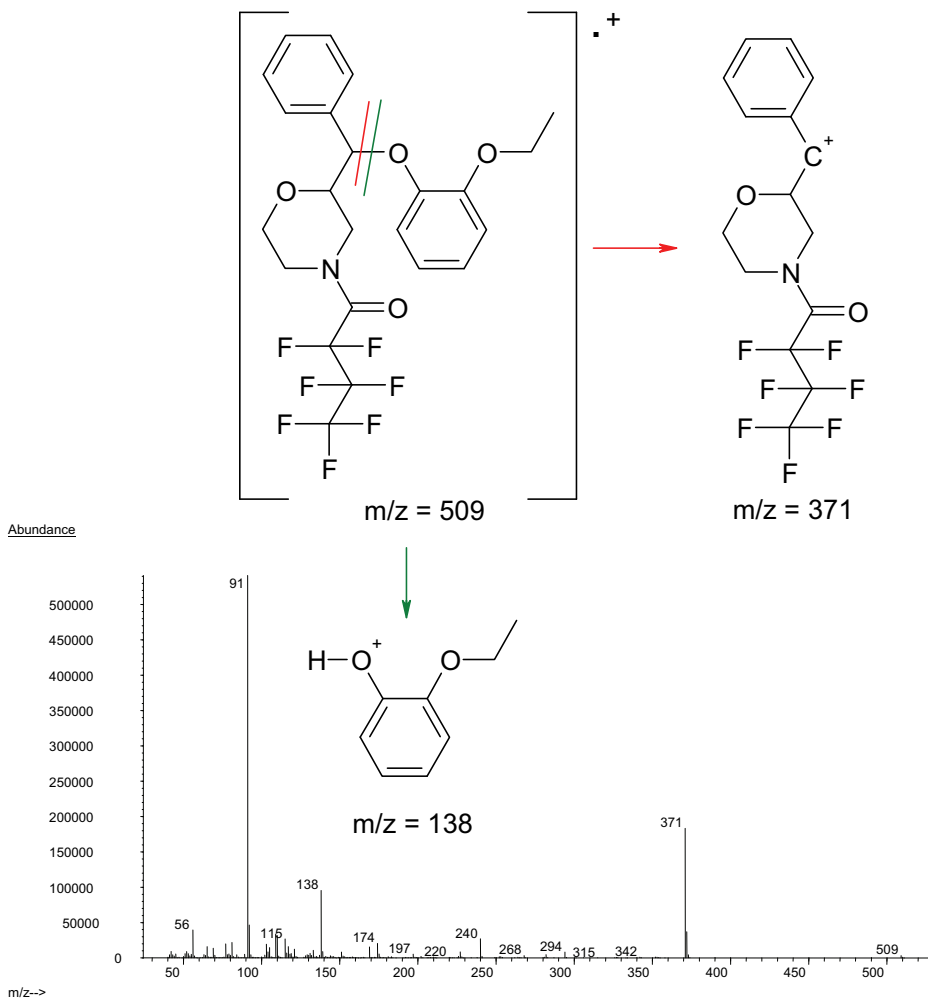 . +
O
O
O
N
O
F F
F F
F F
F
m/z = 509
C +
O
N
O
F F
F F
F F
F
m/z = 371
Abundance
500000
450000
400000
350000
300000
250000
200000
150000
100000
50000
0
91
H O + O
m/z = 138
371
138
56
115
174
197
220
240
268
294
315
342
509
50 100 150 200 250 300 350 400 450 500
m/z-->